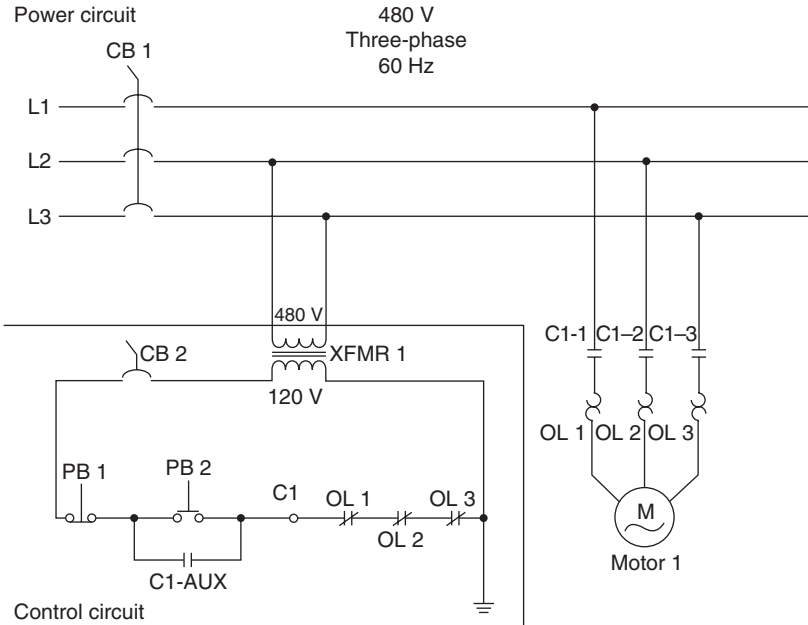 Power circuit
480 V
Three-phase
60 Hz
CB 1
L1
L2
L3
480 V
XFMR 1
120 V
CB 2
C1-1 C1–2 C1–3
OL 1 OL 2 OL 3
PB 1
PB 2
C1
OL 1
OL 2
OL 3
C1-AUX
M
Motor 1
Control circuit